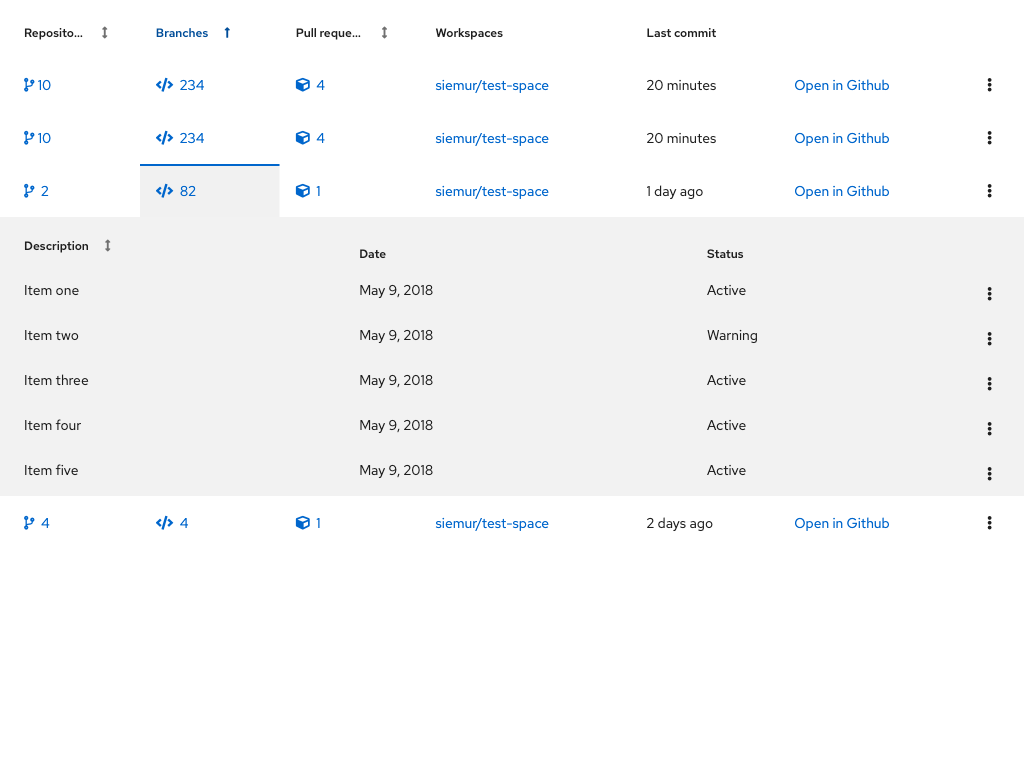 Reposito... Branches Pull reque... Workspaces Last commit
10 234 4 siemur/test-space 20 minutes Open in Github
10 234 4 siemur/test-space 20 minutes Open in Github
2 82 1 siemur/test-space 1 day ago Open in Github
Description Date Status
Item one May 9, 2018 Active
Item two May 9, 2018 Warning
Item three May 9, 2018 Active
Item four May 9, 2018 Active
Item five May 9, 2018 Active
4 4 1 siemur/test-space 2 days ago Open in Github